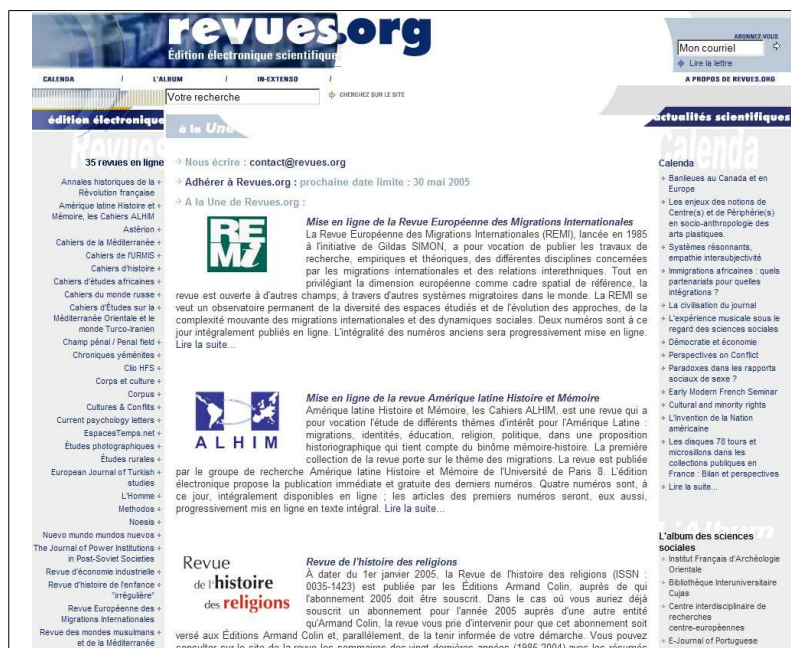 revues.org
Édition électronique scientifique
ABONNEZ-VOUS
Mon courriel
Lire la lettre
CALENDA / L'ALBUM / IN-EXTENSO /
A PROPOS DE REVUES.ORG
Votre recherche
CHERCHEZ SUR LE SITE
édition électronique
à la Une
actualités scientifiques
Revues
35 revues en ligne
Annales historiques de la
Révolution française
Amérique latine Histoire et
Mémoire, les Cahiers ALHIM
Astérion
Cahiers de la Méditerranée
Cahiers de l'URMIS
Cahiers d'histoire
Cahiers d'études africaines
Cahiers du monde russe
Cahiers d'Études sur la
Méditerranée Orientale et le
monde Turco-Iranien
Champ pénal / Penal field
Chroniques yéménites
Clio HFS
Corps et culture
Corpus
Cultures & Conflits
Current psychology letters
EspacesTemps.net
Études photographiques
Études rurales
European Journal of Turkish
studies
L'Homme
Methodos
Noesis
Nuevo mundo mundos nuevos
The Journal of Power Institutions
in Post-Soviet Societies
Revue d'économie industrielle
Revue d'histoire de l'enfance
"irrégulière"
Revue Européenne des
Migrations Internationales
Revue des mondes musulmans
et de la Méditerranée
Nous écrire : contact@revues.org
Adhérer à Revues.org : prochaine date limite : 30 mai 2005
A la Une de Revues.org :
REMi
Mise en ligne de la Revue Européenne des Migrations Internationales
La Revue Européenne des Migrations Internationales (REMI), lancée en 1985
à l'initiative de Gildas SIMON, a pour vocation de publier les travaux de
recherche, empiriques et théoriques, des différentes disciplines concernées
par les migrations internationales et des relations interethniques. Tout en
privilégiant la dimension européenne comme cadre spatial de référence, la
revue est ouverte à d'autres champs, à travers d'autres systèmes migratoires dans le monde. La REMI se
veut un observatoire permanent de la diversité des espaces étudiés et de l'évolution des approches, de la
complexité mouvante des migrations internationales et des dynamiques sociales. Deux numéros sont à ce
jour intégralement publiés en ligne. L'intégralité des numéros anciens sera progressivement mise en ligne.
Lire la suite...
ALHIM
Mise en ligne de la revue Amérique latine Histoire et Mémoire
Amérique latine Histoire et Mémoire, les Cahiers ALHIM, est une revue qui a
pour vocation l'étude de différents thèmes d'intérêt pour l'Amérique Latine :
migrations, identités, éducation, religion, politique, dans une proposition
historiographique qui tient compte du binôme mémoire-histoire. La première
collection de la revue porte sur le thème des migrations. La revue est publiée
par le groupe de recherche Amérique latine Histoire et Mémoire de l'Université de Paris 8. L'édition
électronique propose la publication immédiate et gratuite des derniers numéros. Quatre numéros sont, à
ce jour, intégralement disponibles en ligne ; les articles des premiers numéros seront, eux aussi,
progressivement mis en ligne en texte intégral. Lire la suite...
Revue
de l'histoire
des religions
Revue de l'histoire des religions
À dater du 1er janvier 2005, la Revue de l'histoire des religions (ISSN :
0035-1423) est publiée par les Éditions Armand Colin, auprès de qui
l'abonnement 2005 doit être souscrit. Dans le cas où vous auriez déjà
souscrit un abonnement pour l'année 2005 auprès d'une autre entité
qu'Armand Colin, la revue vous prie d'intervenir pour que cet abonnement soit
versé aux Éditions Armand Colin et, parallèlement, de la tenir informée de votre démarche. Vous pouvez
consulter sur le site de la revue les sommaires des vingt dernières années (1985-2004) avec les résumés
Calenda
Calenda
Banlieues au Canada et en
Europe
Les enjeux des notions de
Centre(s) et de Périphérie(s)
en socio-anthropologie des
arts plastiques.
Systèmes résonnants,
empathie intersubjectivité
Immigrations africaines : quels
partenariats pour quelles
intégrations ?
La civilisation du journal
L'expérience musicale sous le
regard des sciences sociales
Démocratie et économie
Perspectives on Conflict
Paradoxes dans les rapports
sociaux de sexe ?
Early Modern French Seminar
Cultural and minority rights
L'Invention de la Nation
américaine
Les disques 78 tours et
microsillons dans les
collections publiques en
France : Bilan et perspectives
Lire la suite...
L'Album
L'album des sciences
sociales
Institut Français d'Archéologie
Orientale
Bibliothèque Interuniversitaire
Cujas
Centre interdisciplinaire de
recherches
centre-européennes
E-Journal of Portuguese